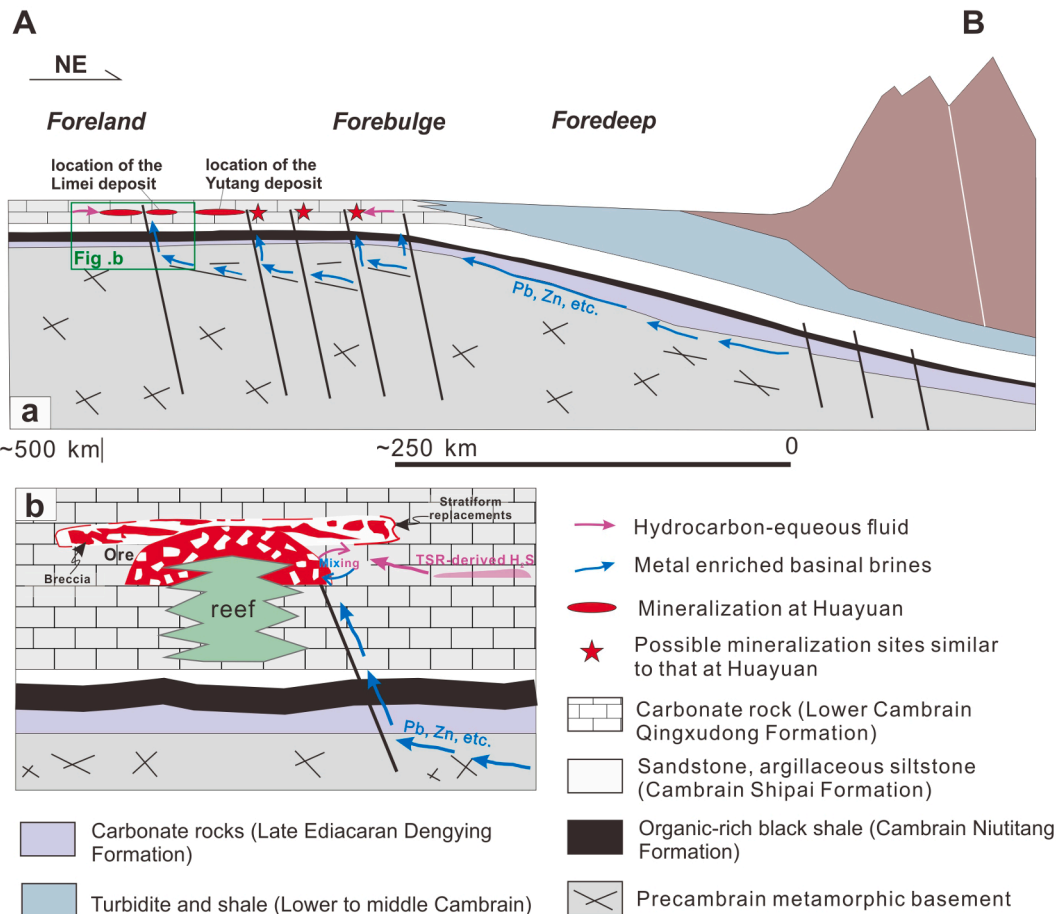 A
B
NE
Foreland
Forebulge
Foredeep
location of the
Limei deposit
location of the
Yutang deposit
Fig .b
Pb, Zn, etc.
a
~500 km
~250 km
0
b
Stratiform
replacements
Ore
Breccia
Mixing
TSR-derived H2S
reef
Pb, Zn, etc.
Hydrocarbon-equeous fluid
Metal enriched basinal brines
Mineralization at Huayuan
Possible mineralization sites similar
to that at Huayuan
Carbonate rock (Lower Cambrain
Qingxudong Formation)
Sandstone, argillaceous siltstone
(Cambrain Shipai Formation)
Organic-rich black shale (Cambrain Niutitang
Formation)
Precambrain metamorphic basement
Carbonate rocks (Late Ediacaran Dengying
Formation)
Turbidite and shale (Lower to middle Cambrain)